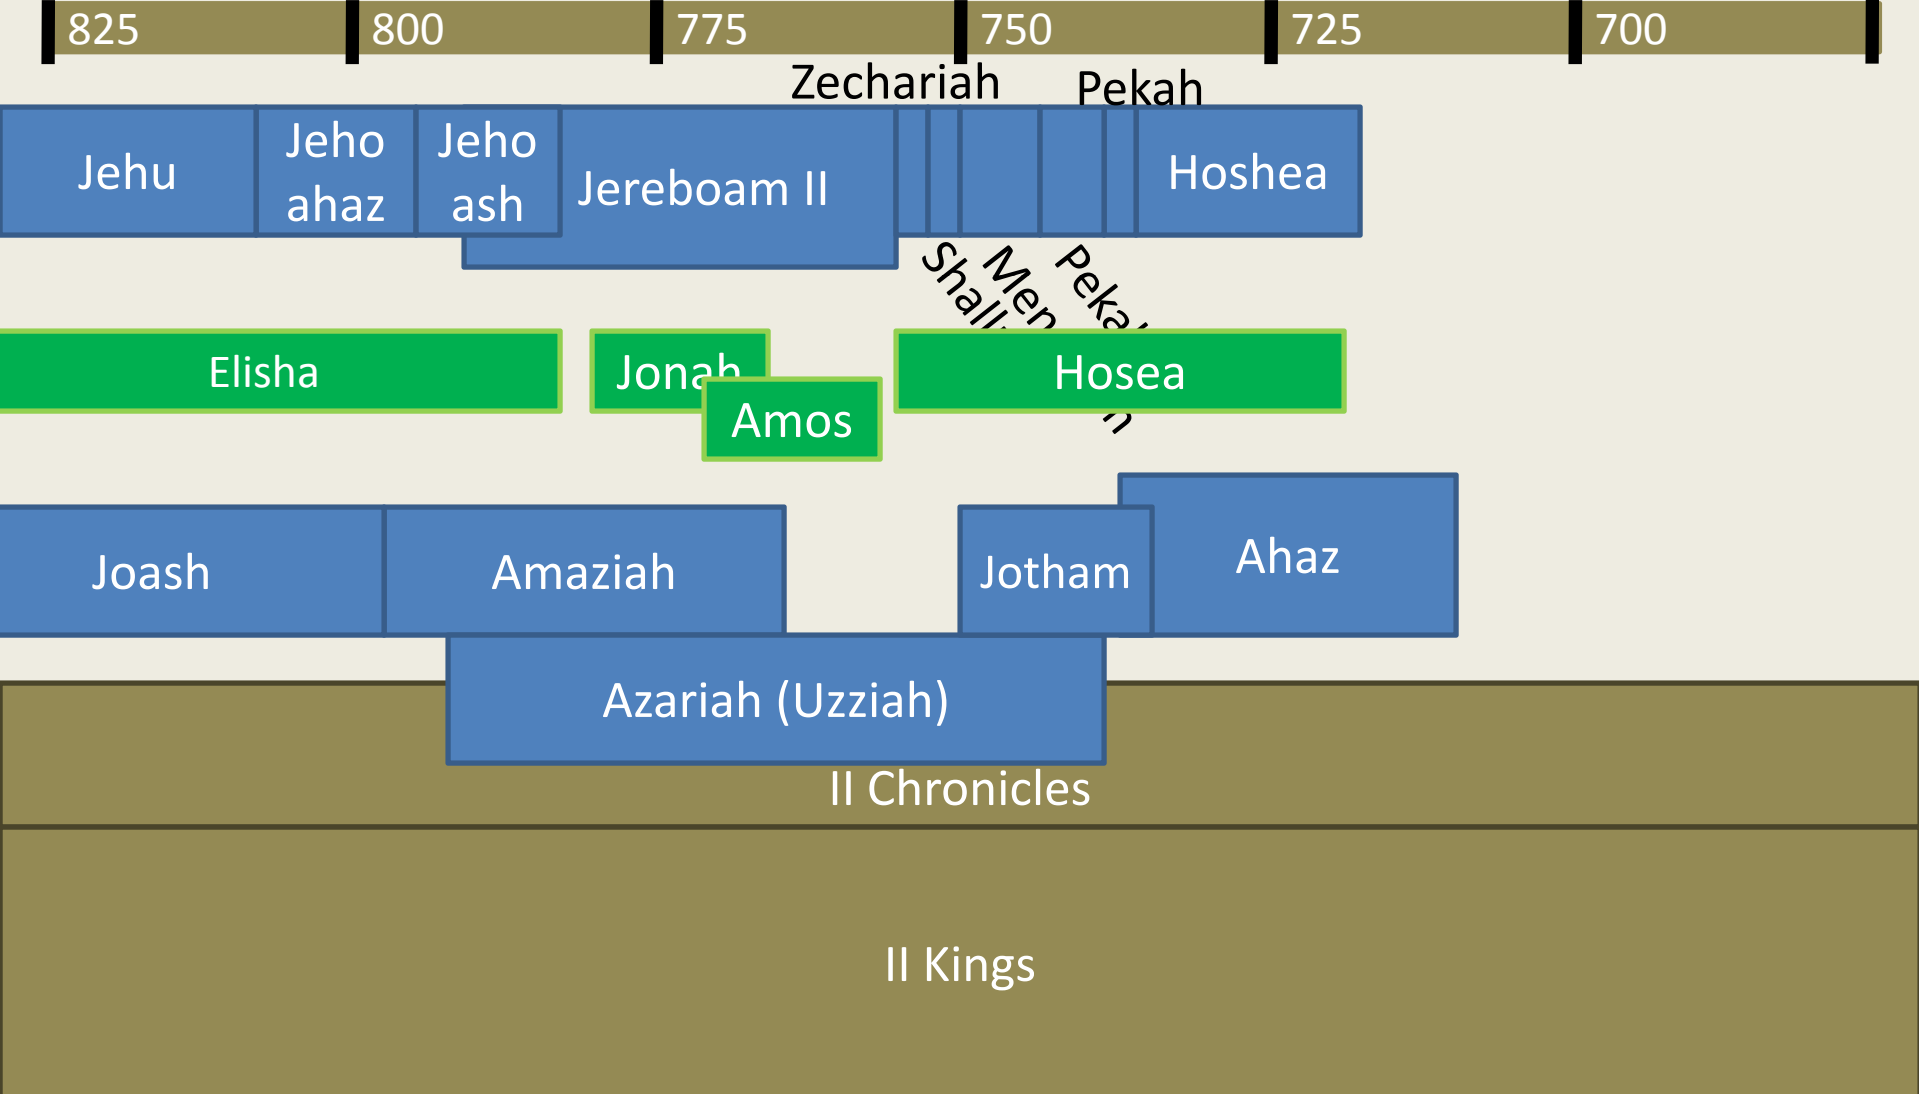 825
800
775
750
725
700
Zechariah
Pekah
Jehu
Jeho
ahaz
Jeho
ash
Jereboam II
Hoshea
Elisha
Jonah
Amos
Hosea
Joash
Amaziah
Jotham
Ahaz
Azariah (Uzziah)
II Chronicles
II Kings